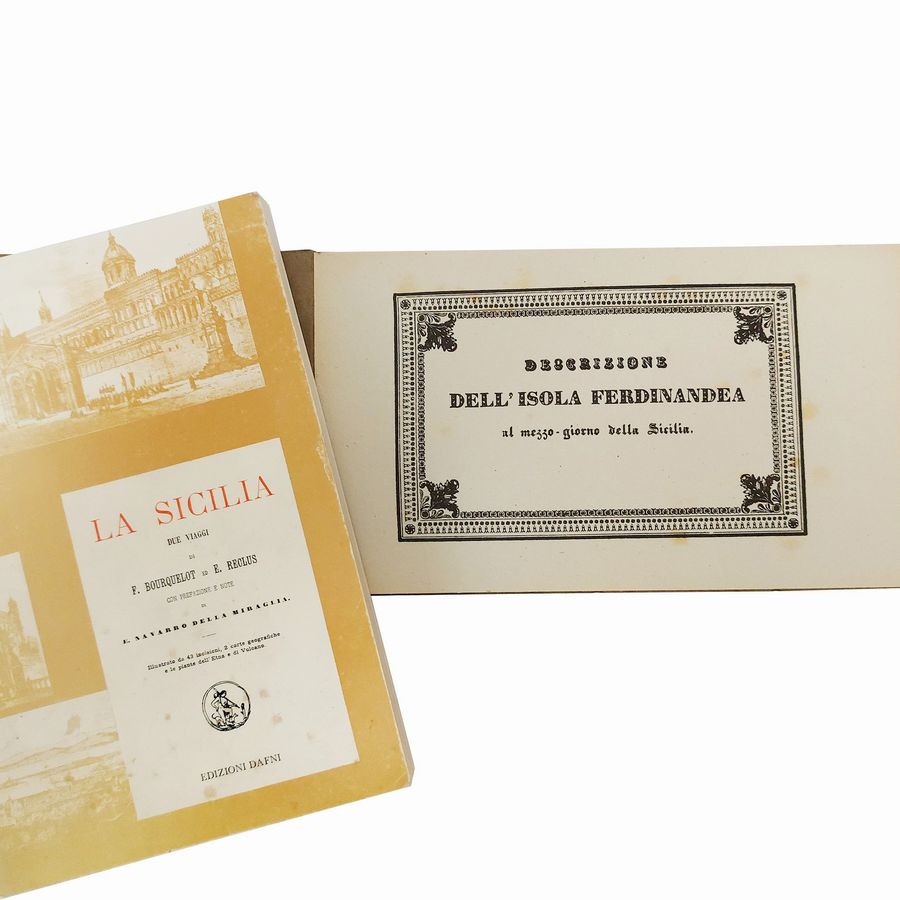 LA SICILIA
DUE VIAGGI
DI
F. BOURQUELOT ED E. RECLUS
CON PREFAZIONE E NOTE
DI
E. NAVARRO DELLA MIRAGLIA.
Illustrato da 43 incisioni, 2 carte geografiche
e le piante dell'Etna e di Vulcano.
EDIZIONI DAFNI
DESCRIZIONE
DELL' ISOLA FERDINANDEA
al mezzo-giorno della Sicilia.